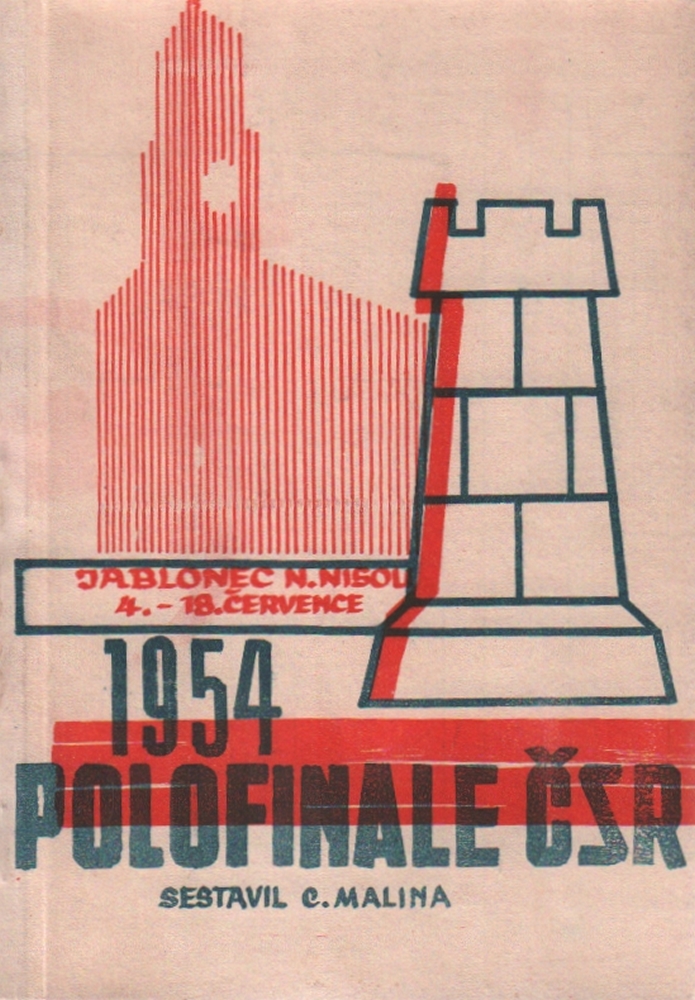 JABLONEC N.NISOU
4.-18.ČERVENCE
1954
POLOFINALE ČSR
SESTAVIL C.MALINA